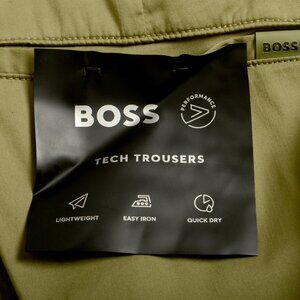 BOSS
PERFORMANCE
TECH TROUSERS
LIGHTWEIGHT
EASY IRON
QUICK DRY
BOSS